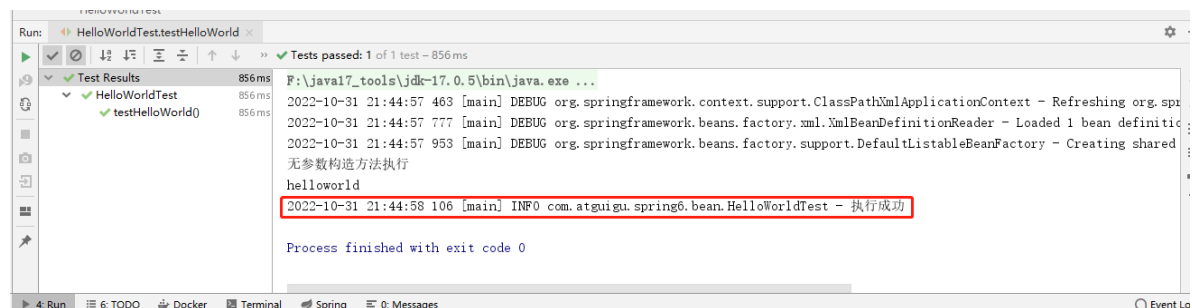 HelloWorldTest
Run: HelloWorldTest.testHelloWorld
Tests passed: 1 of 1 test – 856 ms
Test Results 856 ms
HelloWorldTest 856 ms
testHelloWorld() 856 ms
F:\java17_tools\jdk-17.0.5\bin\java.exe ...
2022-10-31 21:44:57 463 [main] DEBUG org.springframework.context.support.ClassPathXmlApplicationContext - Refreshing org.spr
2022-10-31 21:44:57 777 [main] DEBUG org.springframework.beans.factory.xml.XmlBeanDefinitionReader - Loaded 1 bean definitic
2022-10-31 21:44:57 953 [main] DEBUG org.springframework.beans.factory.support.DefaultListableBeanFactory - Creating shared
无参数构造方法执行
helloworld
2022-10-31 21:44:58 106 [main] INFO com.atguigu.spring6.bean.HelloWorldTest - 执行成功
Process finished with exit code 0
4: Run 6: TODO Docker Terminal Spring 0: Messages Event Lo